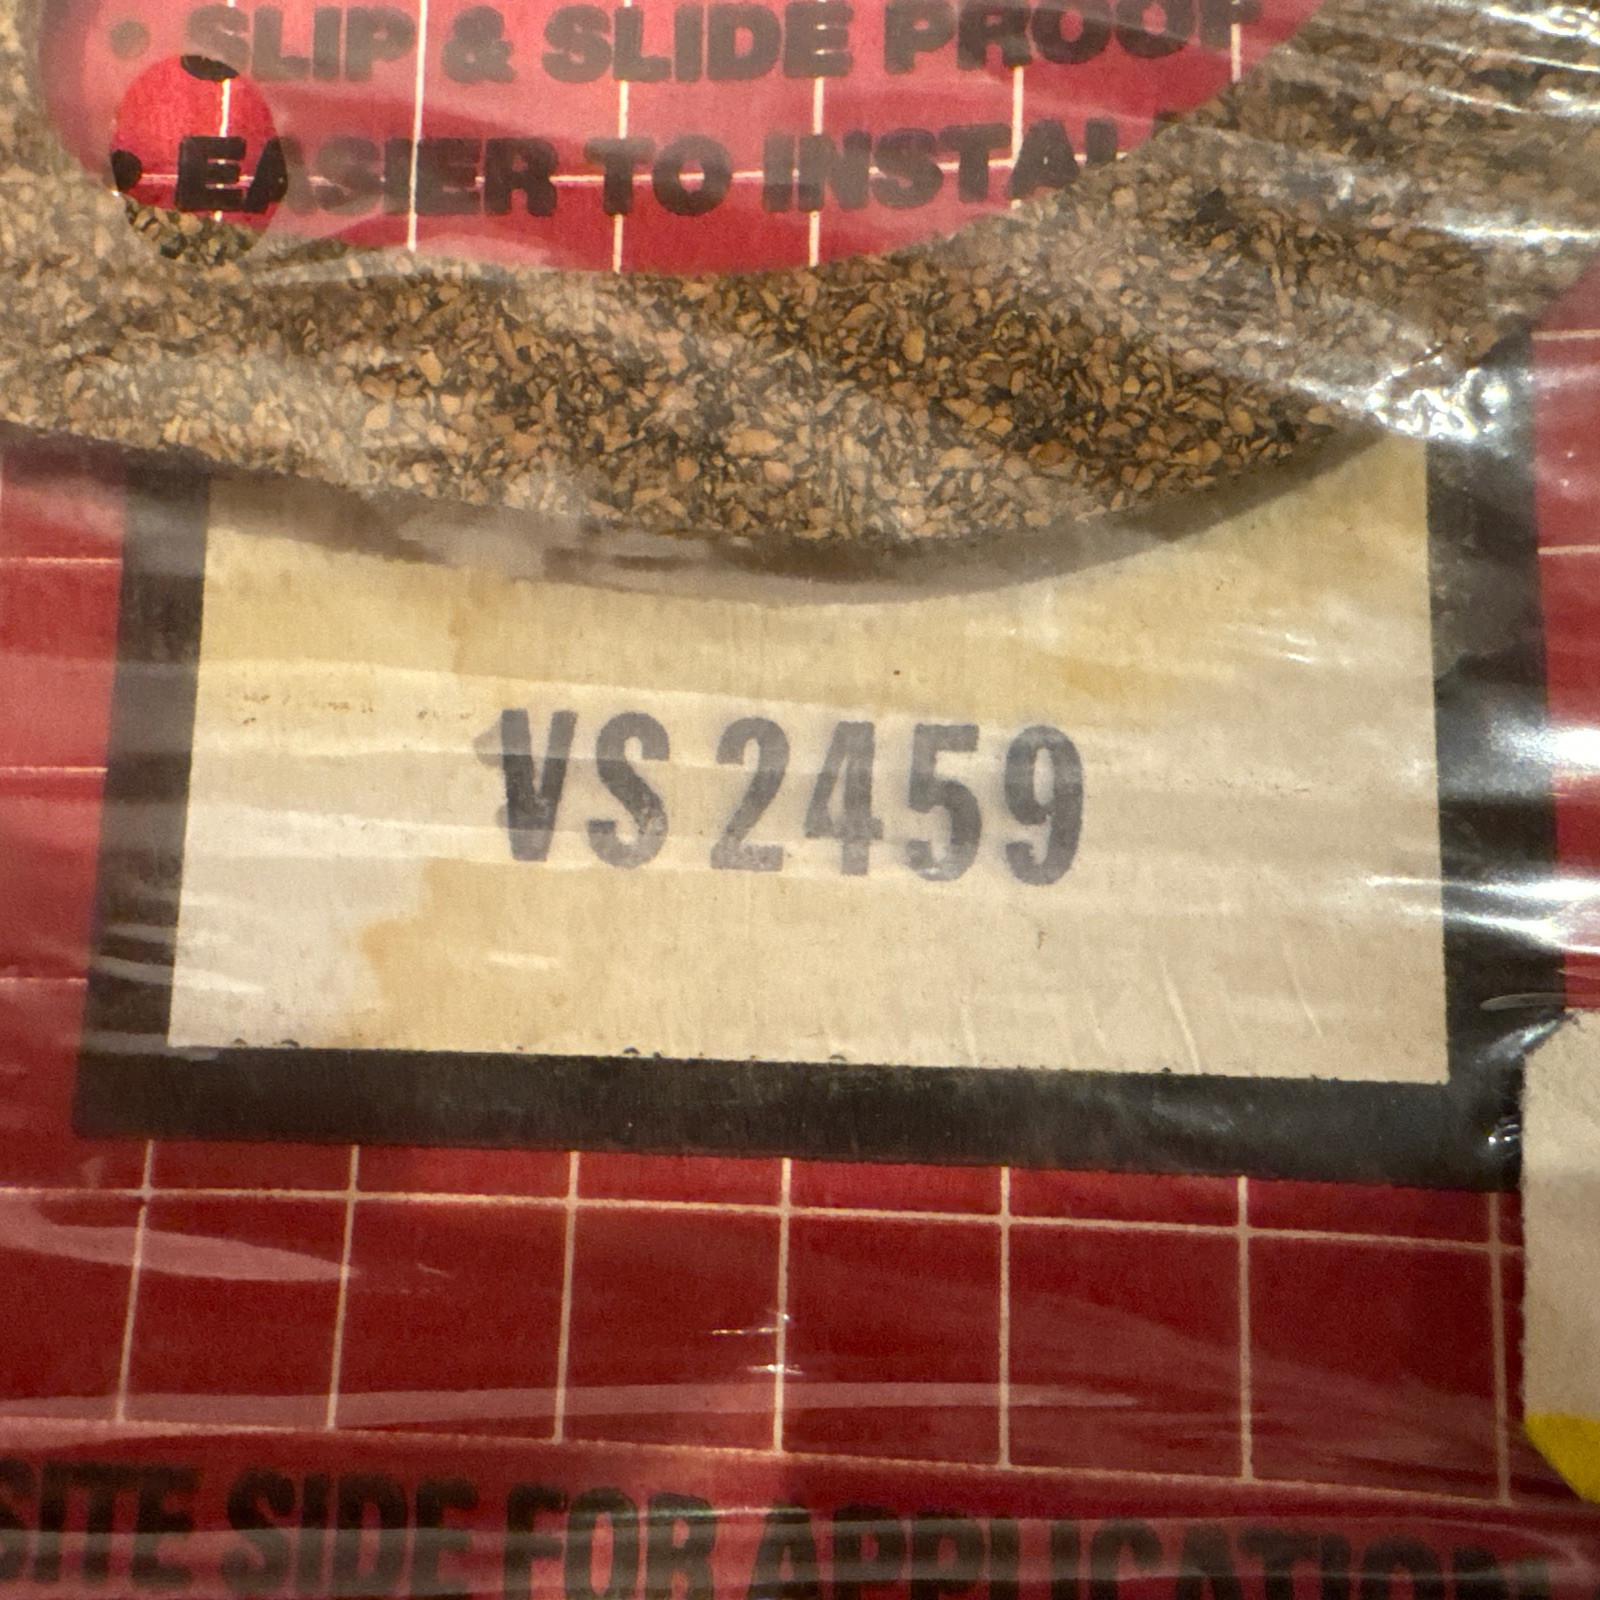 • SLIP & SLIDE PROOF
• EASIER TO INSTAL
VS 2459
SITE SIDE FOR APPLICATION